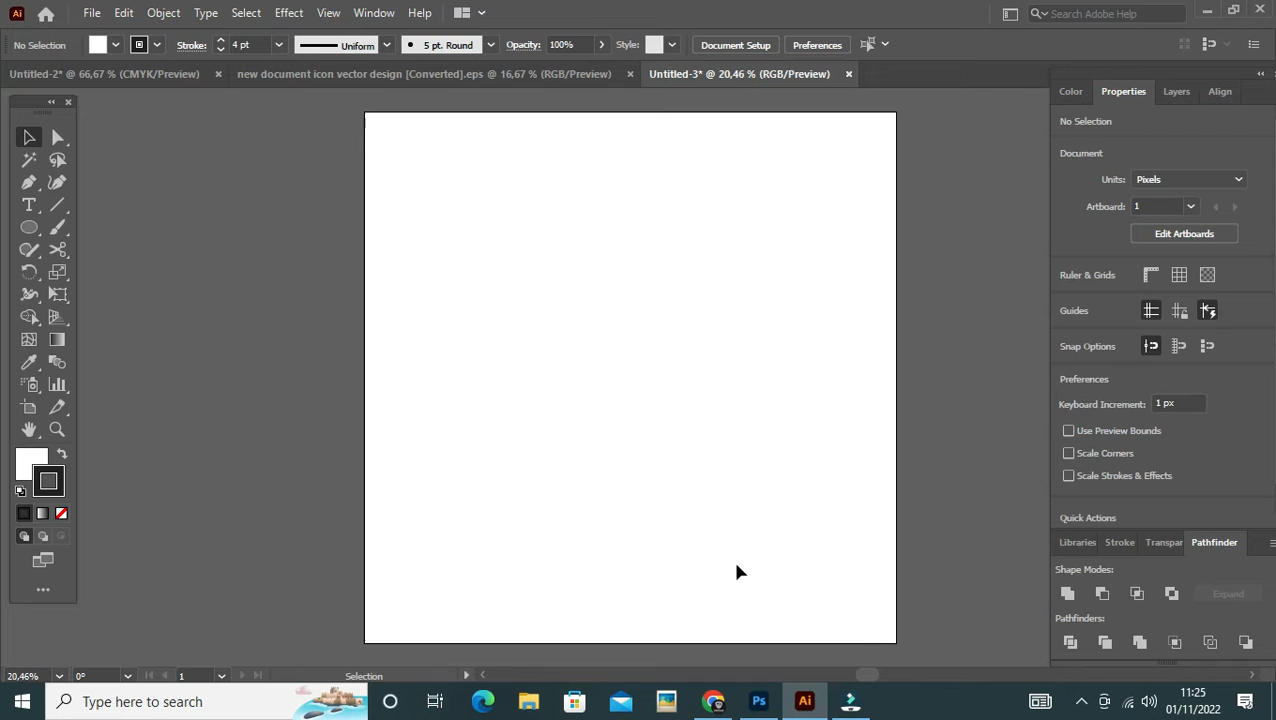 Ai File Edit Object Type Select Effect View Window Help Search Adobe Help
No Selection Stroke: 4 pt Uniform 5 pt. Round Opacity: 100% Style: Document Setup Preferences
Untitled-2* @ 66,67 % (CMYK/Preview) × new document icon vector design [Converted].eps @ 16,67 % (RGB/Preview) × Untitled-3* @ 20,46 % (RGB/Preview) ×
Color Properties Layers Align
No Selection
Document
Units: Pixels
Artboard: 1
Edit Artboards
Ruler & Grids
Guides
Snap Options
Preferences
Keyboard Increment: 1 px
Use Preview Bounds
Scale Corners
Scale Strokes & Effects
Quick Actions
Libraries Stroke Transpar Pathfinder
Shape Modes:
Expand
Pathfinders:
20,46% 0° 1 Selection
Type here to search Ps Ai 11:25
01/11/2022